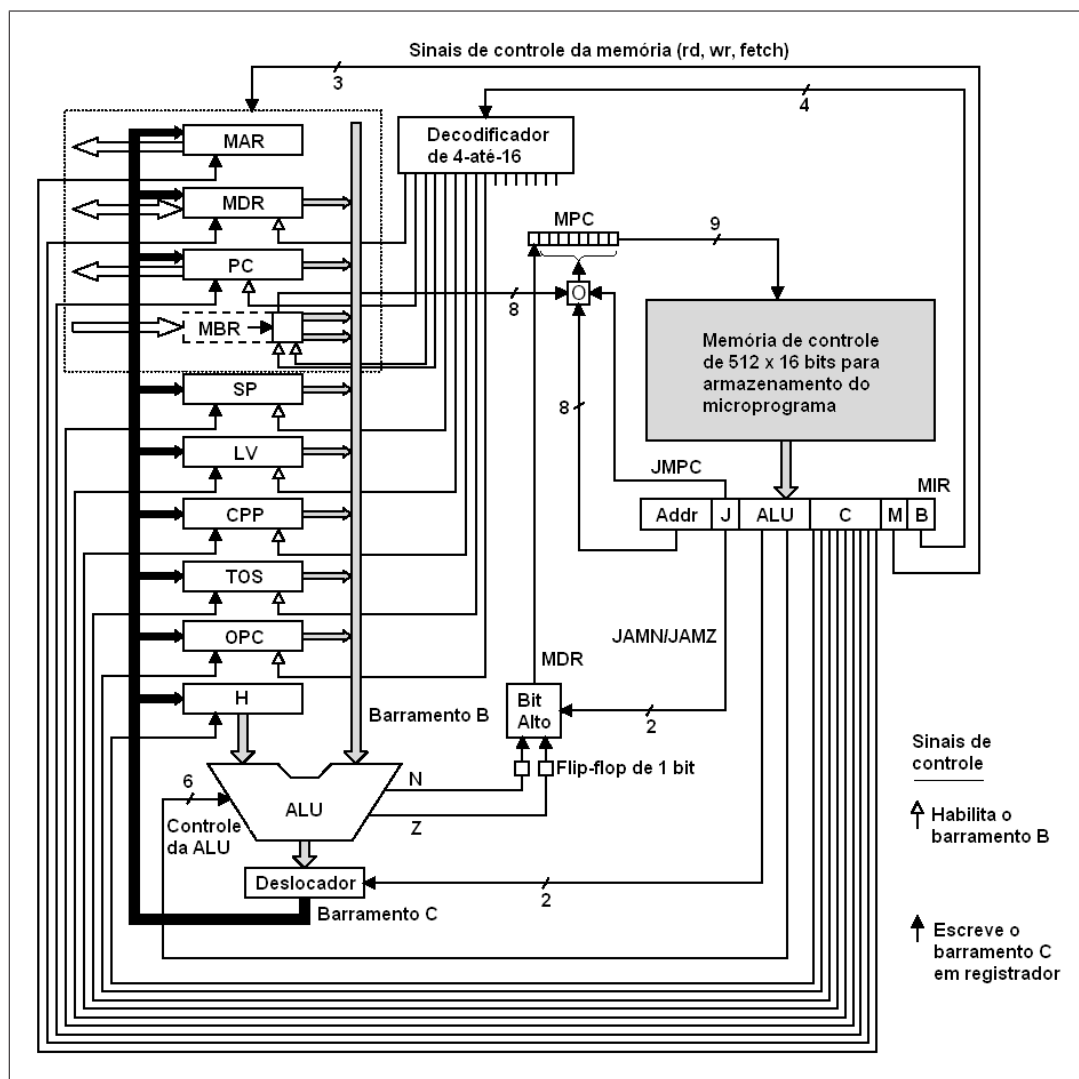 Sinais de controle da memória (rd, wr, fetch)
3
4
MAR
Decodificador
de 4-até-16
MDR
MPC
9
PC
O
8
MBR
Memória de controle
de 512 x 16 bits para
armazenamento do
microprograma
SP
8
LV
JMPC
MIR
CPP
Addr J ALU C M B
TOS
OPC
JAMN/JAMZ
MDR
H
Bit
Alto
2
Barramento B
Sinais de
controle
6
N
Flip-flop de 1 bit
ALU
Controle
da ALU
Z
Habilita o
barramento B
Deslocador
2
Barramento C
Escreve o
barramento C
em registrador